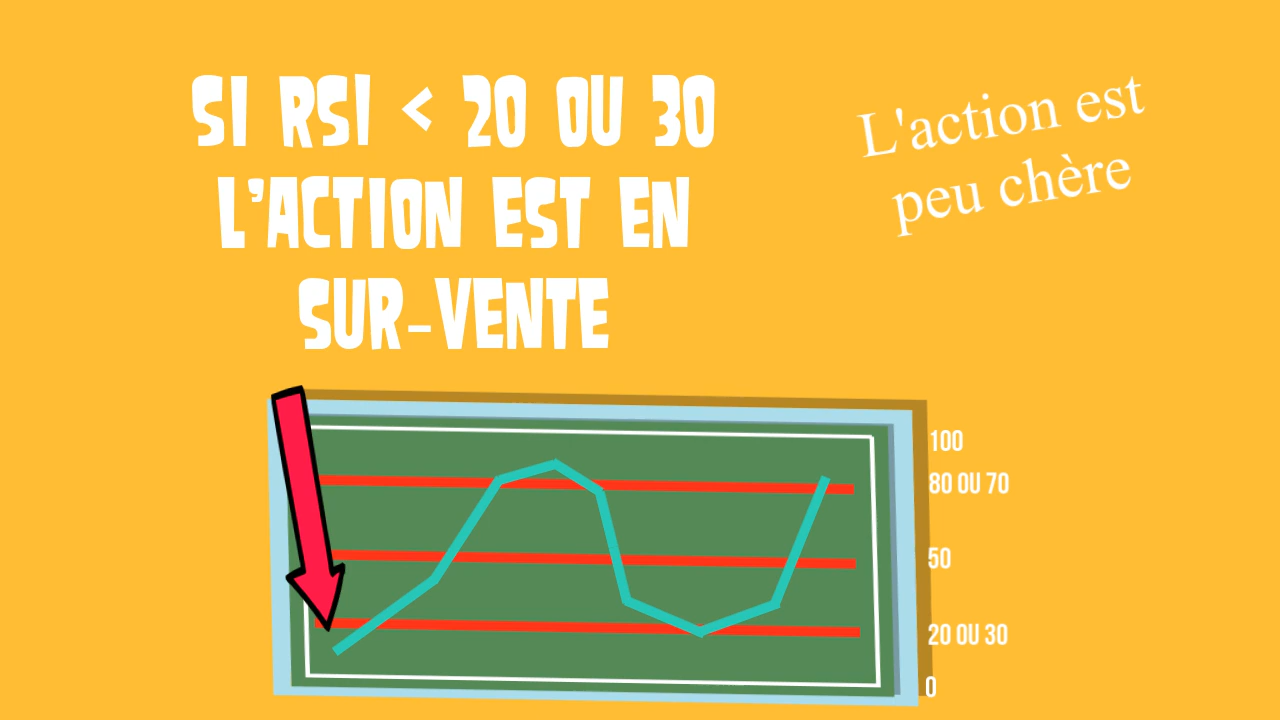 SI RSI < 20 OU 30
L'ACTION EST EN
SUR-VENTE
L'action est
peu chère
100
80 OU 70
50
20 OU 30
0